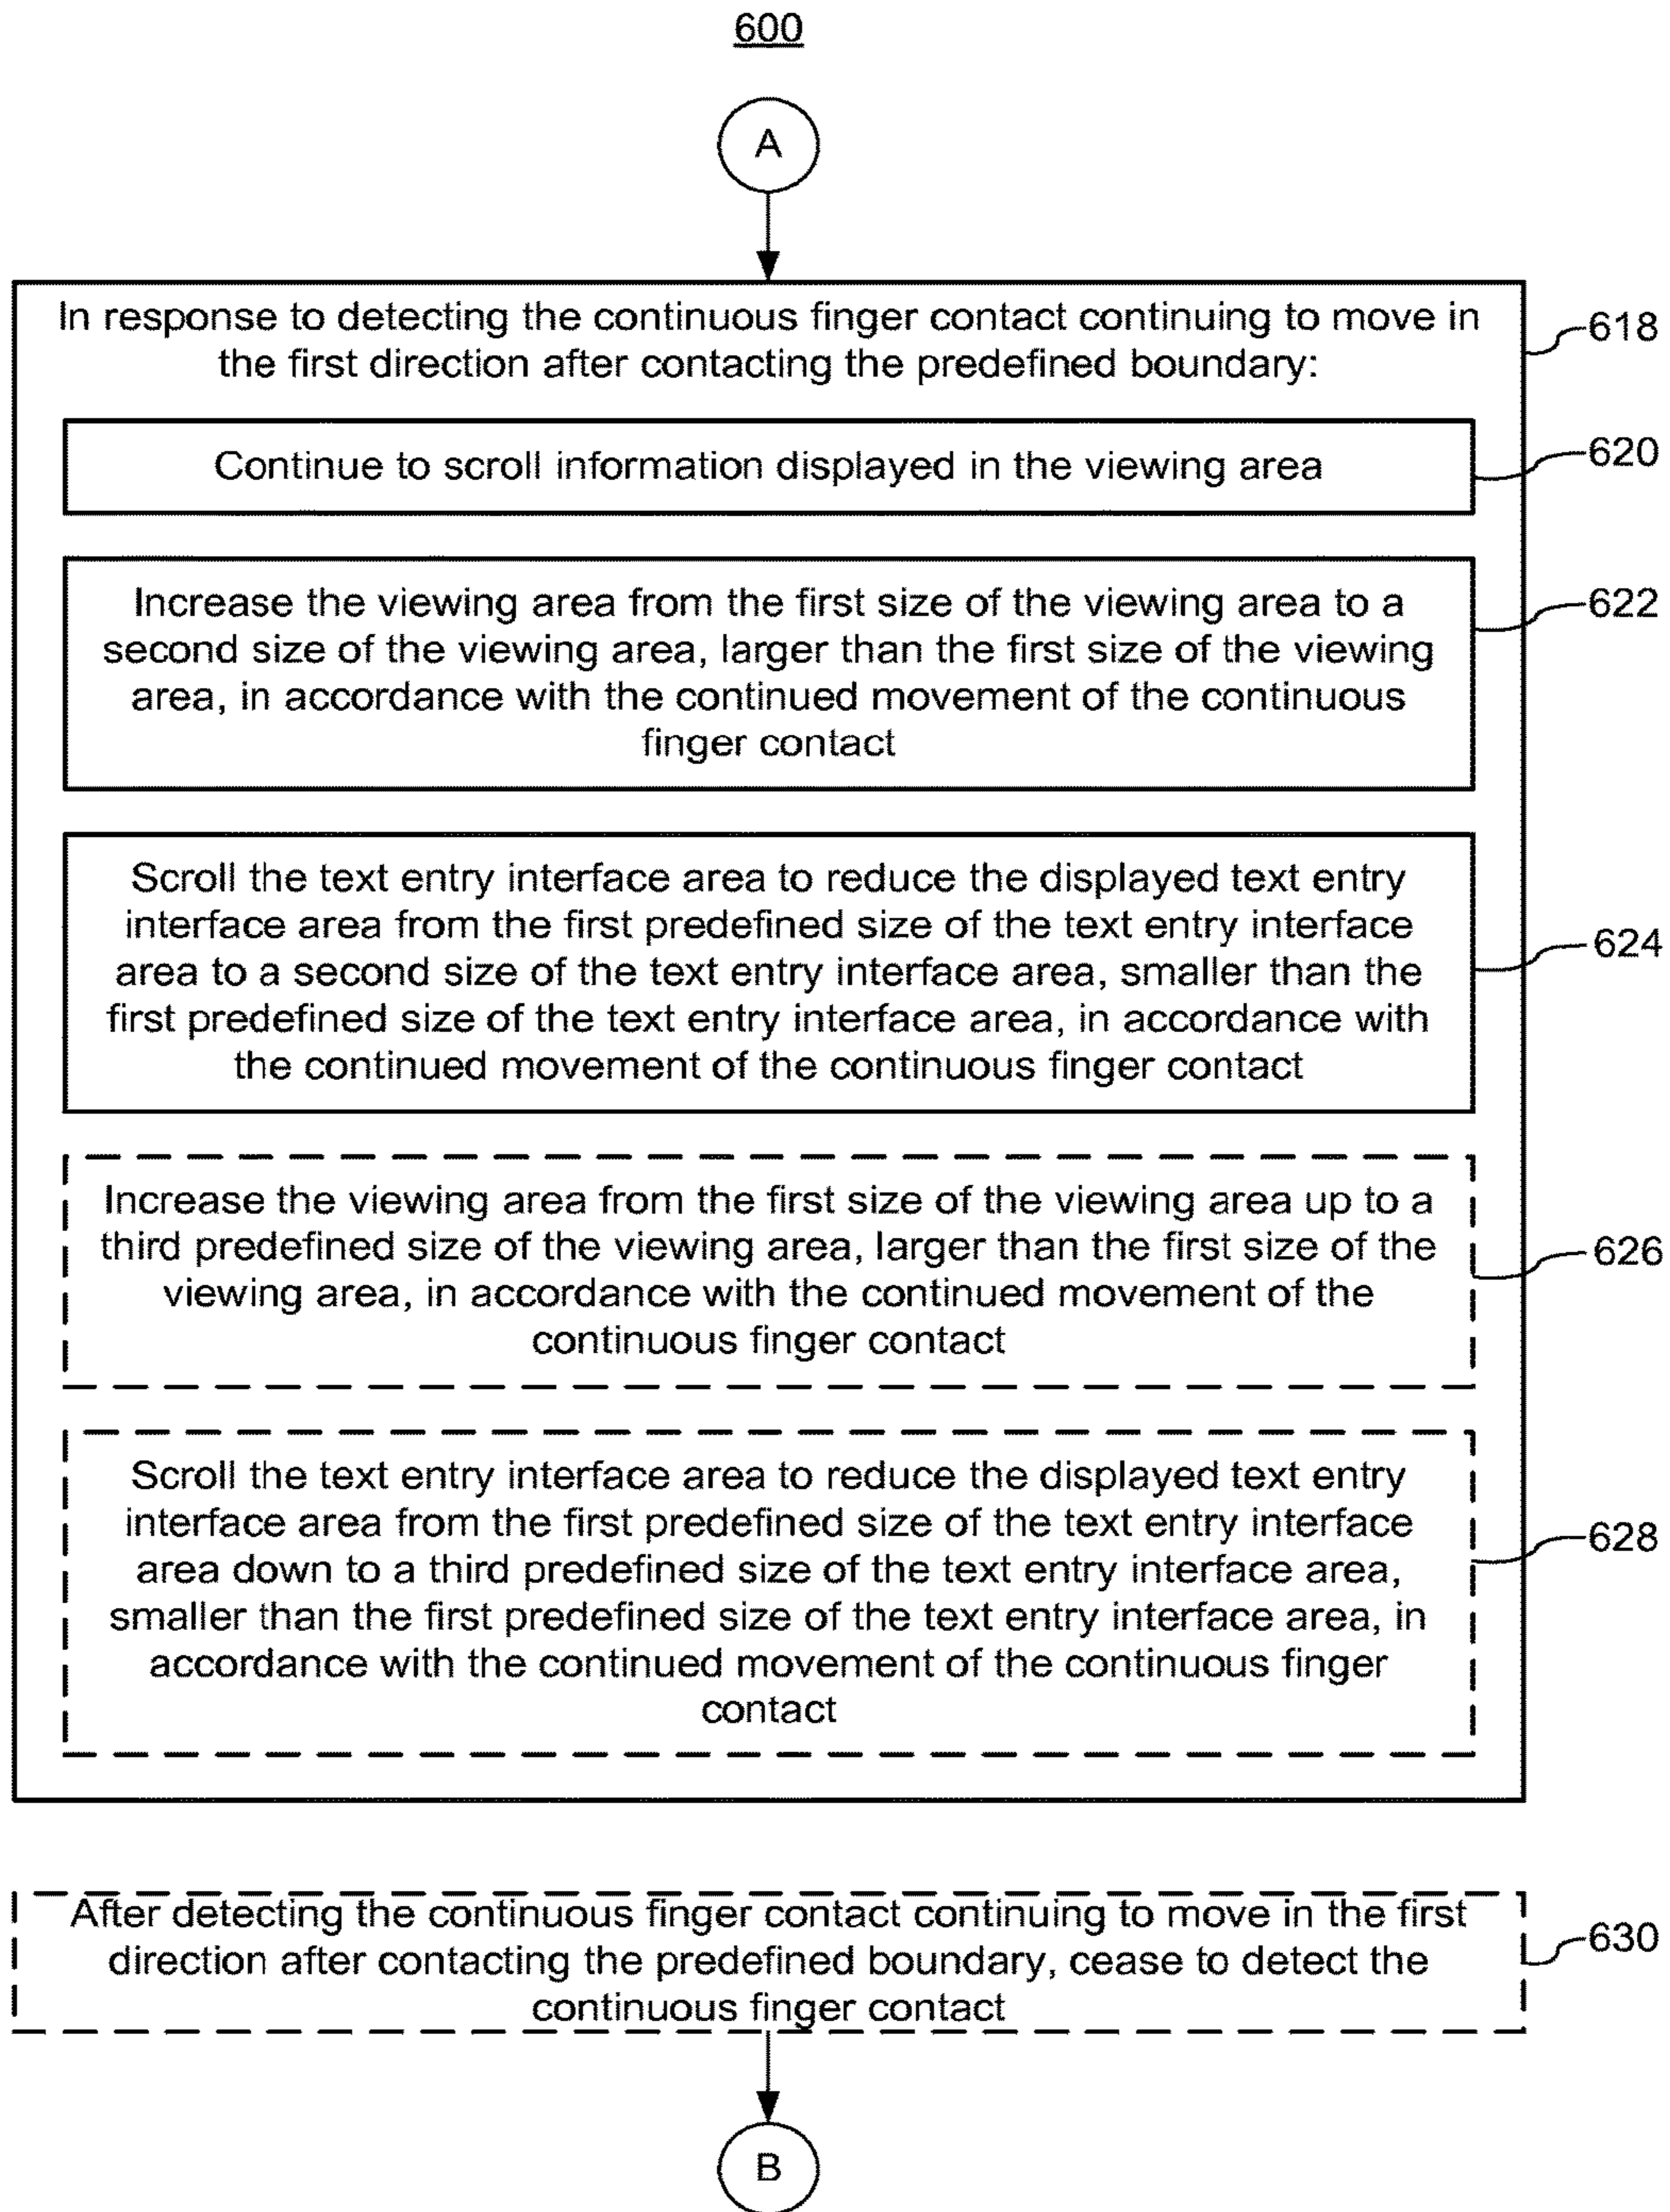 600
A
In response to detecting the continuous finger contact continuing to move in
the first direction after contacting the predefined boundary:
618
Continue to scroll information displayed in the viewing area
620
Increase the viewing area from the first size of the viewing area to a
second size of the viewing area, larger than the first size of the viewing
area, in accordance with the continued movement of the continuous
finger contact
622
Scroll the text entry interface area to reduce the displayed text entry
interface area from the first predefined size of the text entry interface
area to a second size of the text entry interface area, smaller than the
first predefined size of the text entry interface area, in accordance with
the continued movement of the continuous finger contact
624
Increase the viewing area from the first size of the viewing area up to a
third predefined size of the viewing area, larger than the first size of the
viewing area, in accordance with the continued movement of the
continuous finger contact
626
Scroll the text entry interface area to reduce the displayed text entry
interface area from the first predefined size of the text entry interface
area down to a third predefined size of the text entry interface area,
smaller than the first predefined size of the text entry interface area, in
accordance with the continued movement of the continuous finger
contact
628
After detecting the continuous finger contact continuing to move in the first
direction after contacting the predefined boundary, cease to detect the
continuous finger contact
630
B